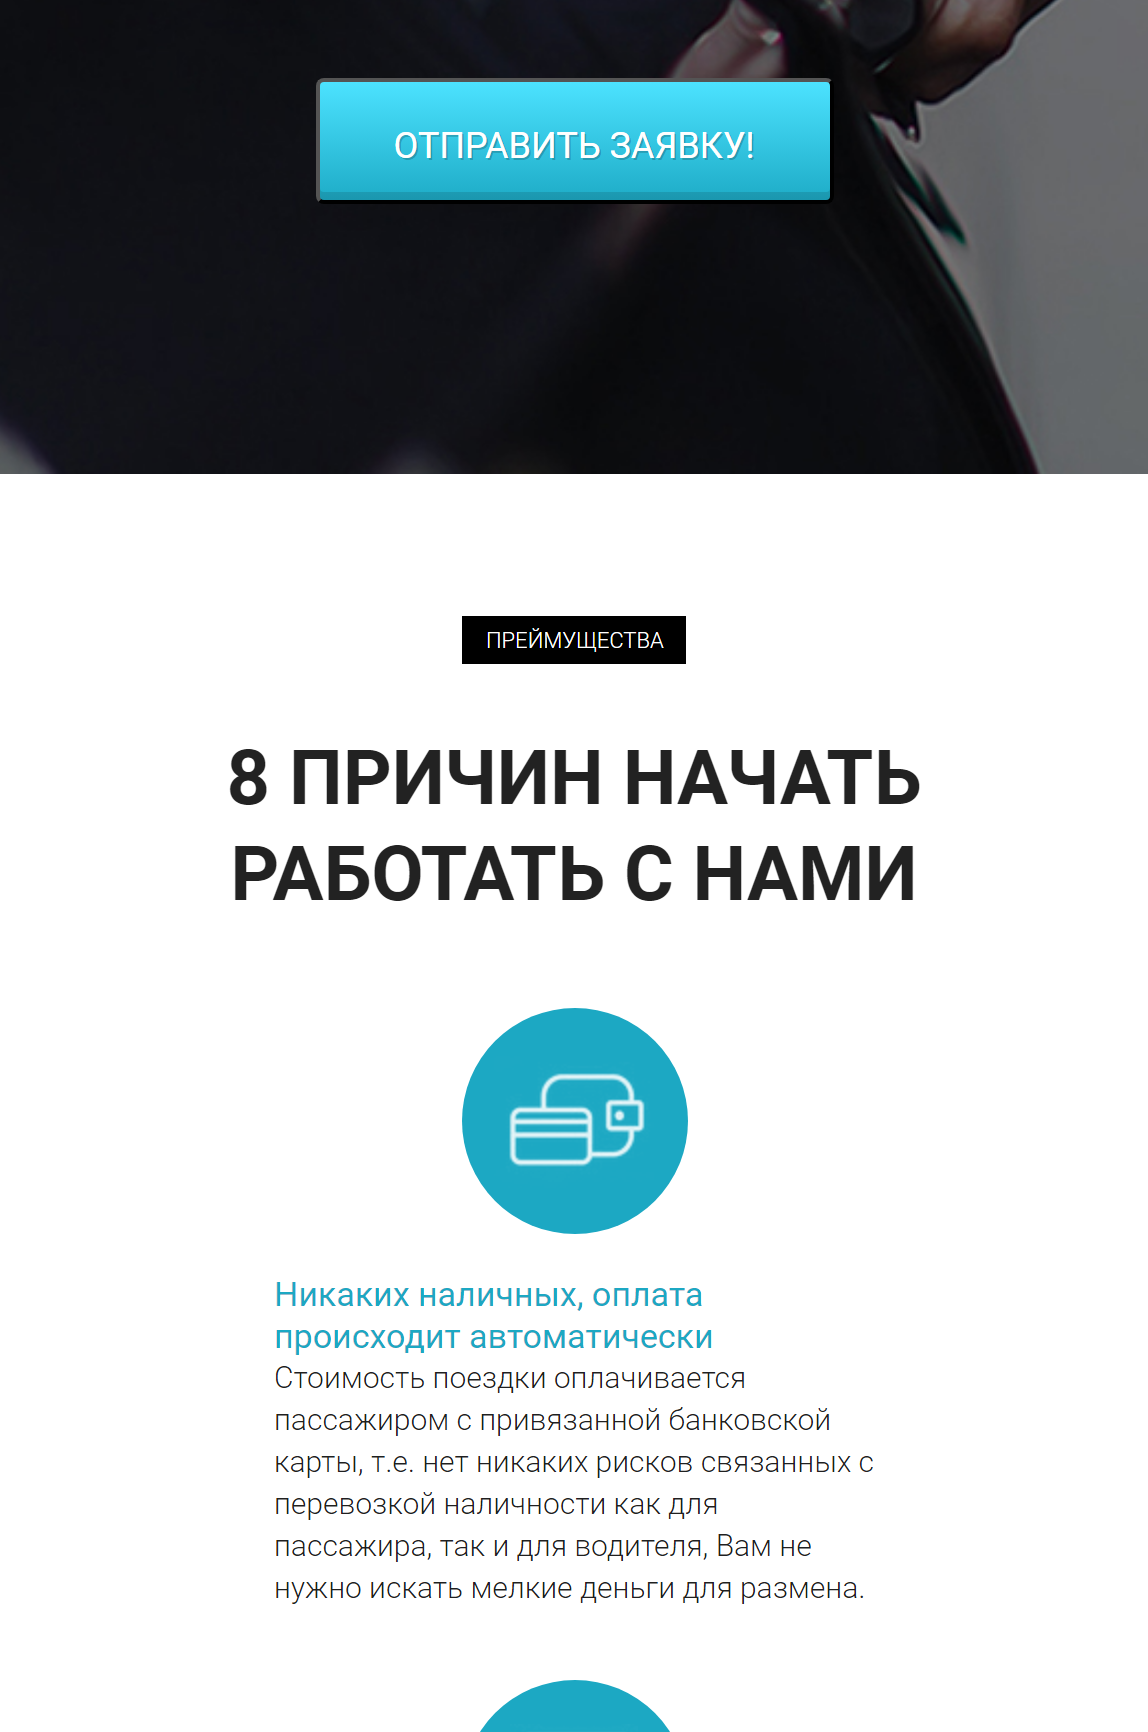 ОТПРАВИТЬ ЗАЯВКУ!
ПРЕЙМУЩЕСТВА
8 ПРИЧИН НАЧАТЬ
РАБОТАТЬ С НАМИ
Никаких наличных, оплата
происходит автоматически
Стоимость поездки оплачивается
пассажиром с привязанной банковской
карты, т.е. нет никаких рисков связанных с
перевозкой наличности как для
пассажира, так и для водителя, Вам не
нужно искать мелкие деньги для размена.